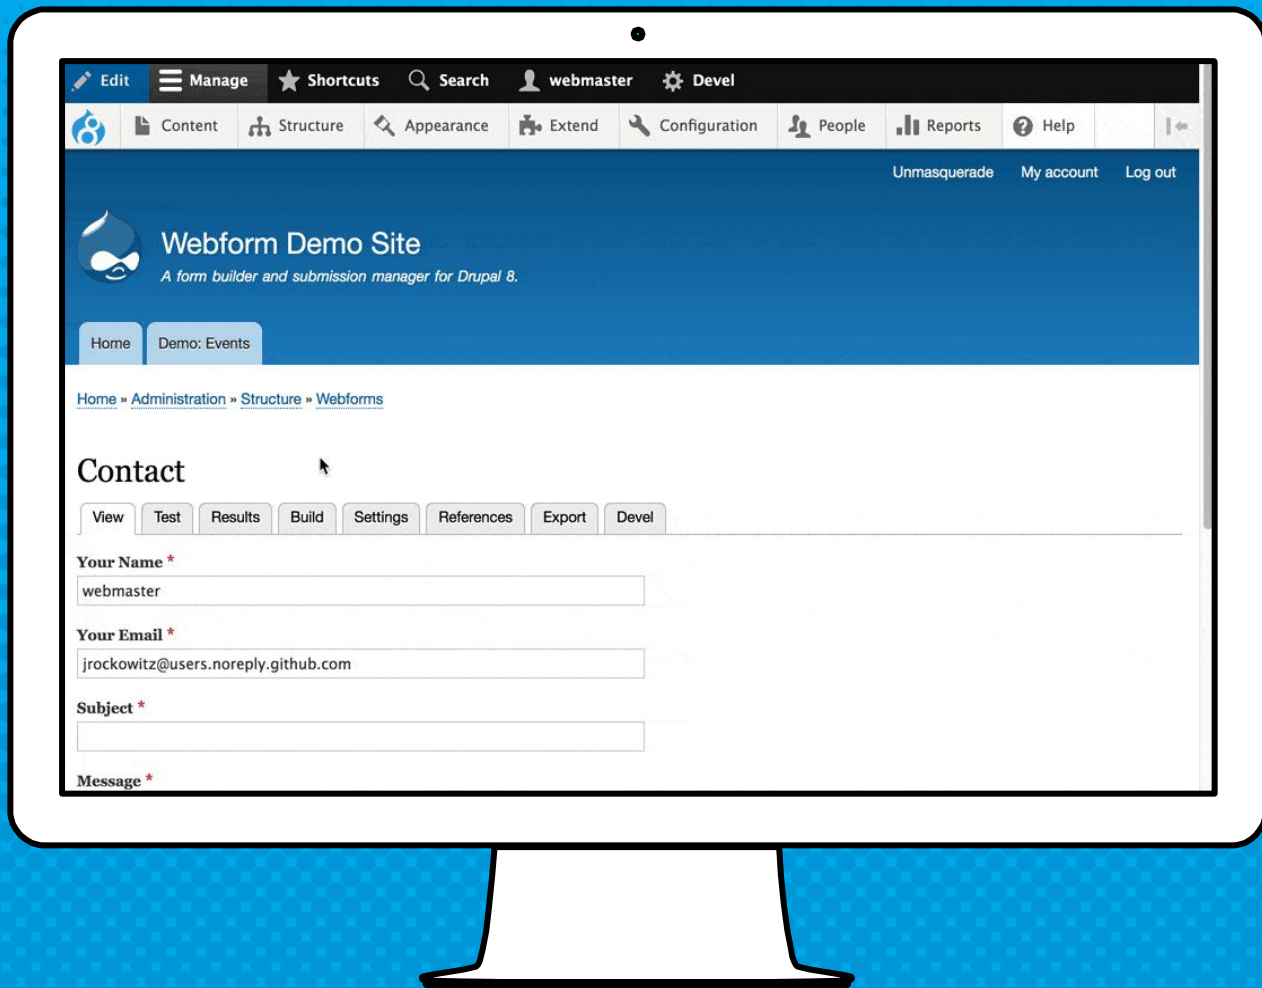 Edit Manage Shortcuts Search webmaster Devel
Content Structure Appearance Extend Configuration People Reports Help
Unmasquerade My account Log out
Webform Demo Site
A form builder and submission manager for Drupal 8.
Home Demo: Events
Home » Administration » Structure » Webforms
Contact
View Test Results Build Settings References Export Devel
Your Name *
webmaster
Your Email *
jrockowitz@users.noreply.github.com
Subject *
Message *